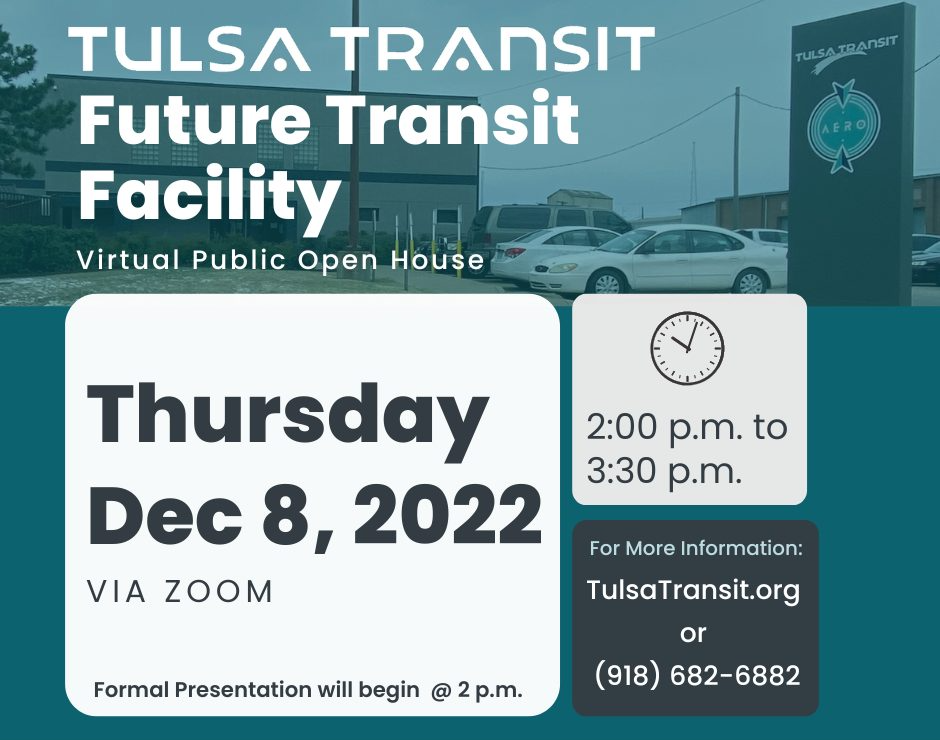 TULSA TRANSIT
Future Transit
Facility
Virtual Public Open House
TULSA TRANSIT
AERO
Thursday
Dec 8, 2022
VIA ZOOM
Formal Presentation will begin @ 2 p.m.
2:00 p.m. to
3:30 p.m.
For More Information:
TulsaTransit.org
or
(918) 682-6882